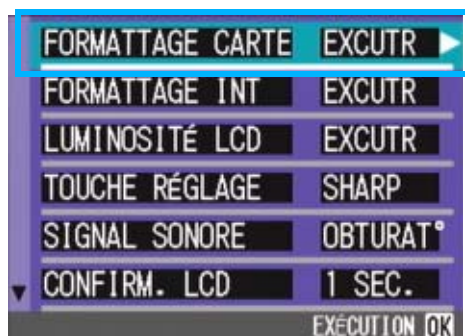 FORMATTAGE CARTE EXCUTR
FORMATTAGE INT EXCUTR
LUMINOSITÉ LCD EXCUTR
TOUCHE RÉGLAGE SHARP
SIGNAL SONORE OBTURAT°
CONFIRM. LCD 1 SEC.
EXÉCUTION OK